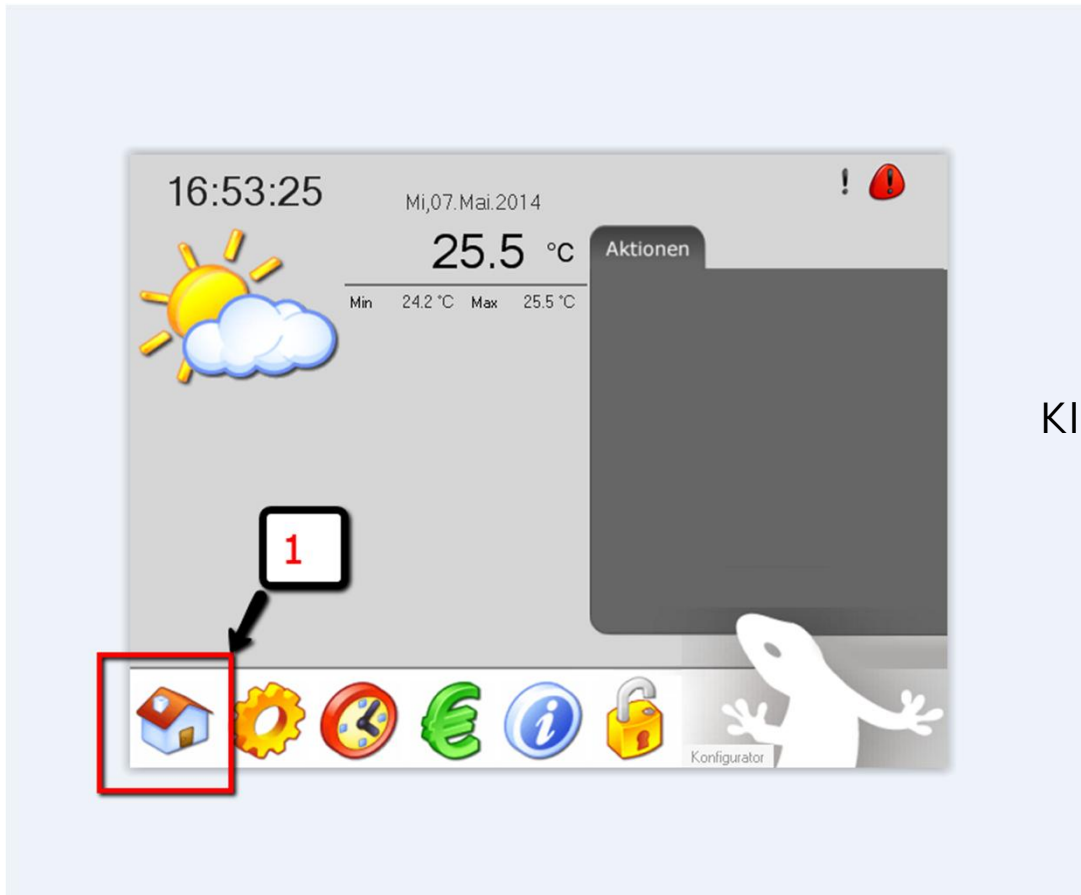 16:53:25
Mi,07.Mai.2014
!
25.5 °C
Aktionen
Min 24.2 °C Max 25.5 °C
Kl
1
Konfigurator